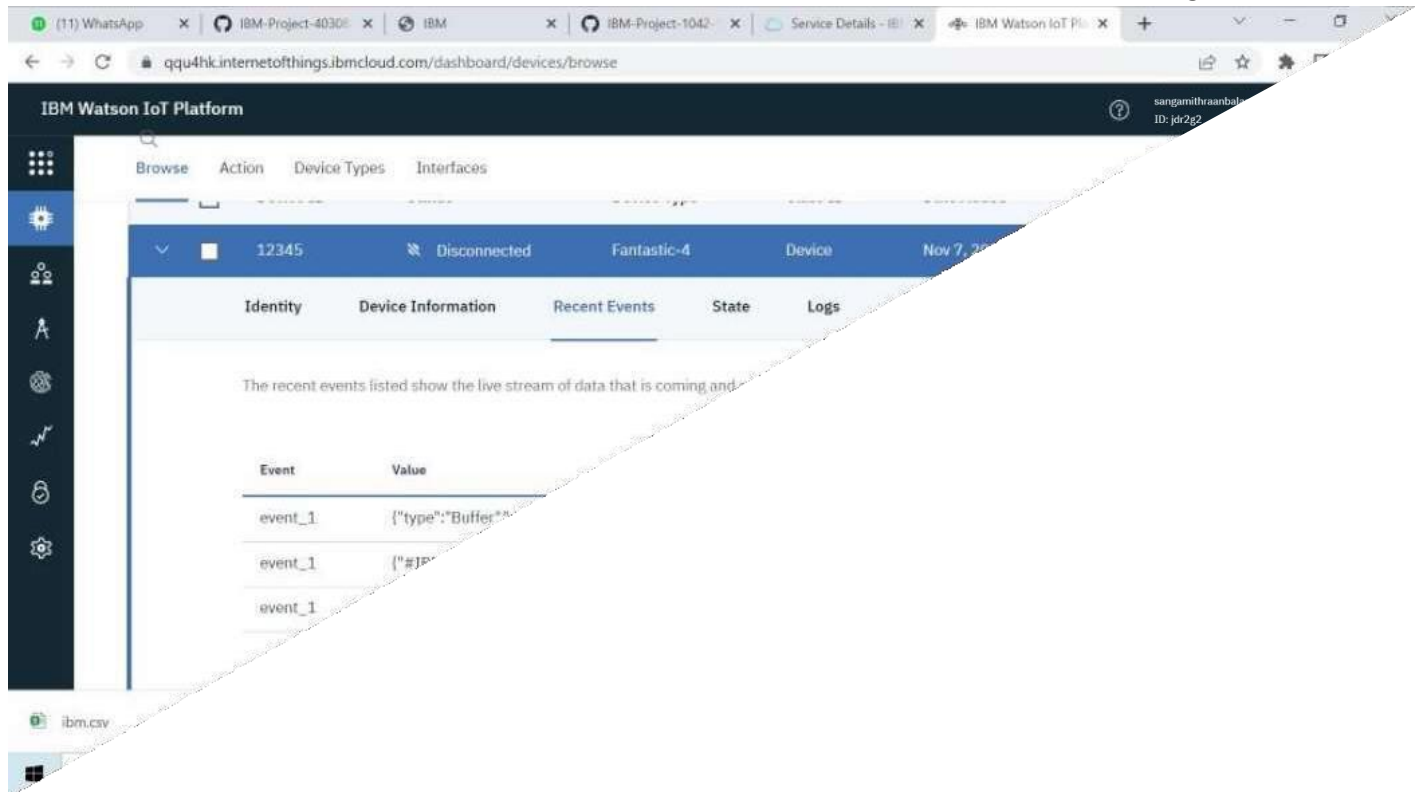 (11) WhatsApp IBM-Project-4030 IBM IBM-Project-1042- Service Details - IB IBM Watson IoT Pl
qqu4hk.internetofthings.ibmcloud.com/dashboard/devices/browse
IBM Watson IoT Platform
ID: jdr2g2
Browse Action Device Types Interfaces
12345 Disconnected Fantastic-4 Device Nov 7,
Identity Device Information Recent Events State Logs
The recent events listed show the live stream of data that is coming and
Event Value
event_1 {"type":"Buffer"
event_1
event_1
ibm.csv